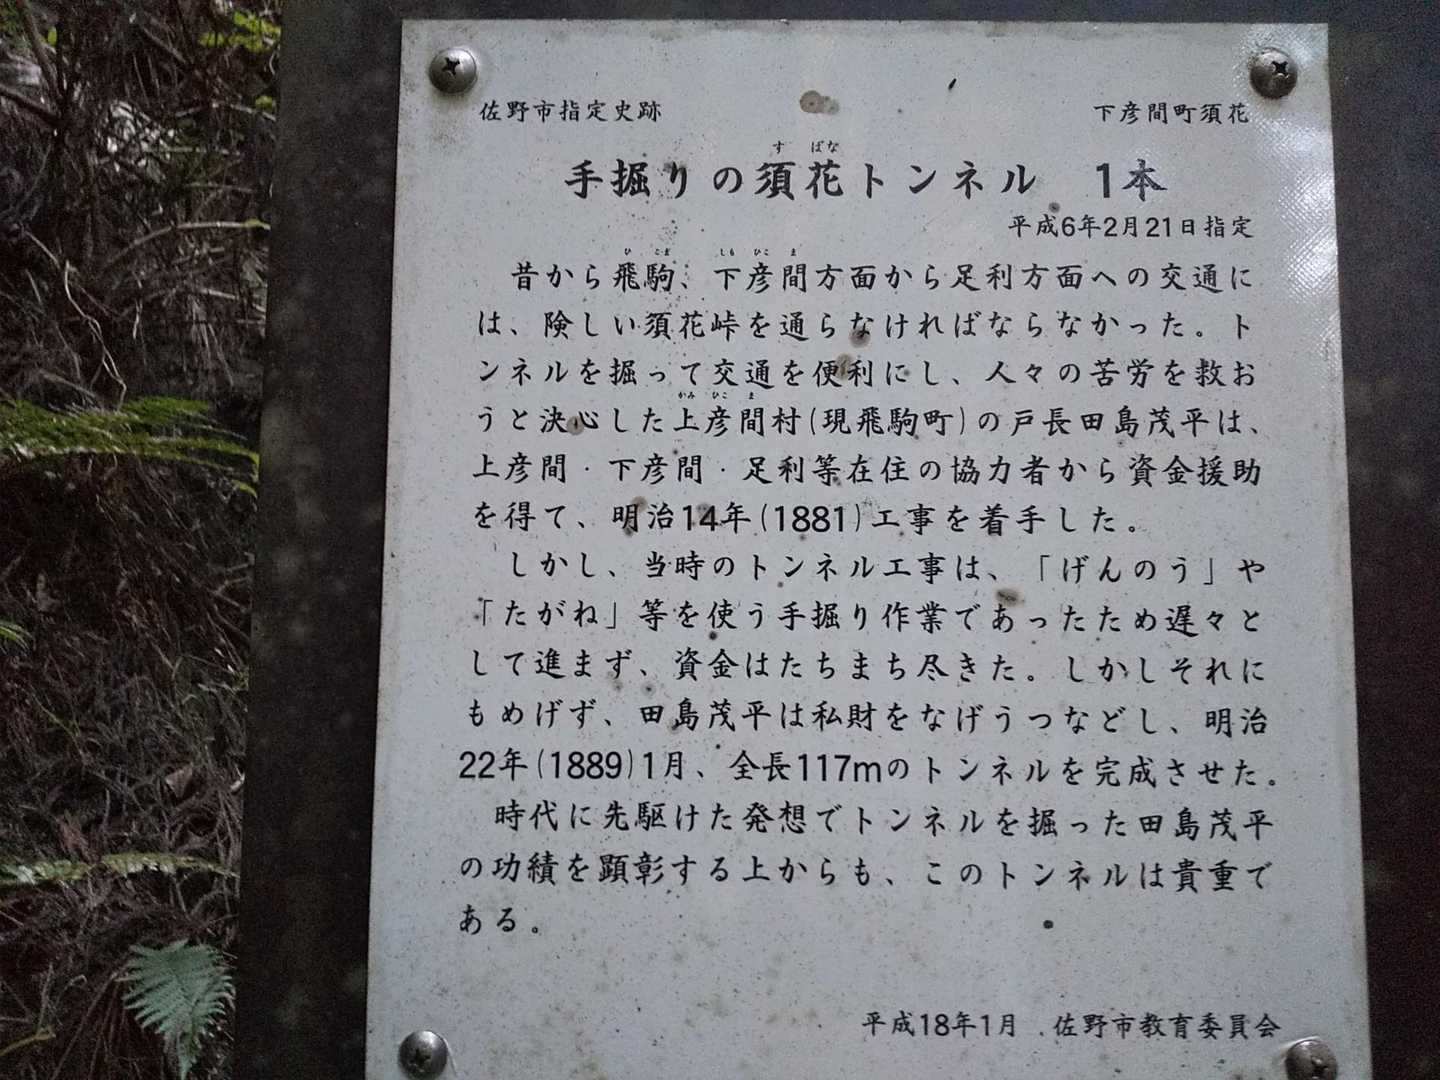 佐野市指定史跡　下彦間町須花
す　ばな
手掘りの須花トンネル　1本
平成6年2月21日指定
ひ　こま　しも　ひこ　ま
昔から飛駒、下彦間方面から足利方面への交通に
は、険しい須花峠を通らなければならなかった。ト
ンネルを掘って交通を便利にし、人々の苦労を救お
かみ　ひこ　ま
うと決心した上彦間村(現飛駒町)の戸長田島茂平は、
上彦間・下彦間・足利等在住の協力者から資金援助
を得て、明治14年(1881)工事を着手した。
しかし、当時のトンネル工事は、「げんのう」や
「たがね」等を使う手掘り作業であったため遅々と
して進まず、資金はたちまち尽きた。しかしそれに
もめげず、田島茂平は私財をなげうつなどし、明治
22年(1889)1月、全長117mのトンネルを完成させた。
時代に先駆けた発想でトンネルを掘った田島茂平
の功績を顕彰する上からも、このトンネルは貴重で
ある。
平成18年1月　佐野市教育委員会